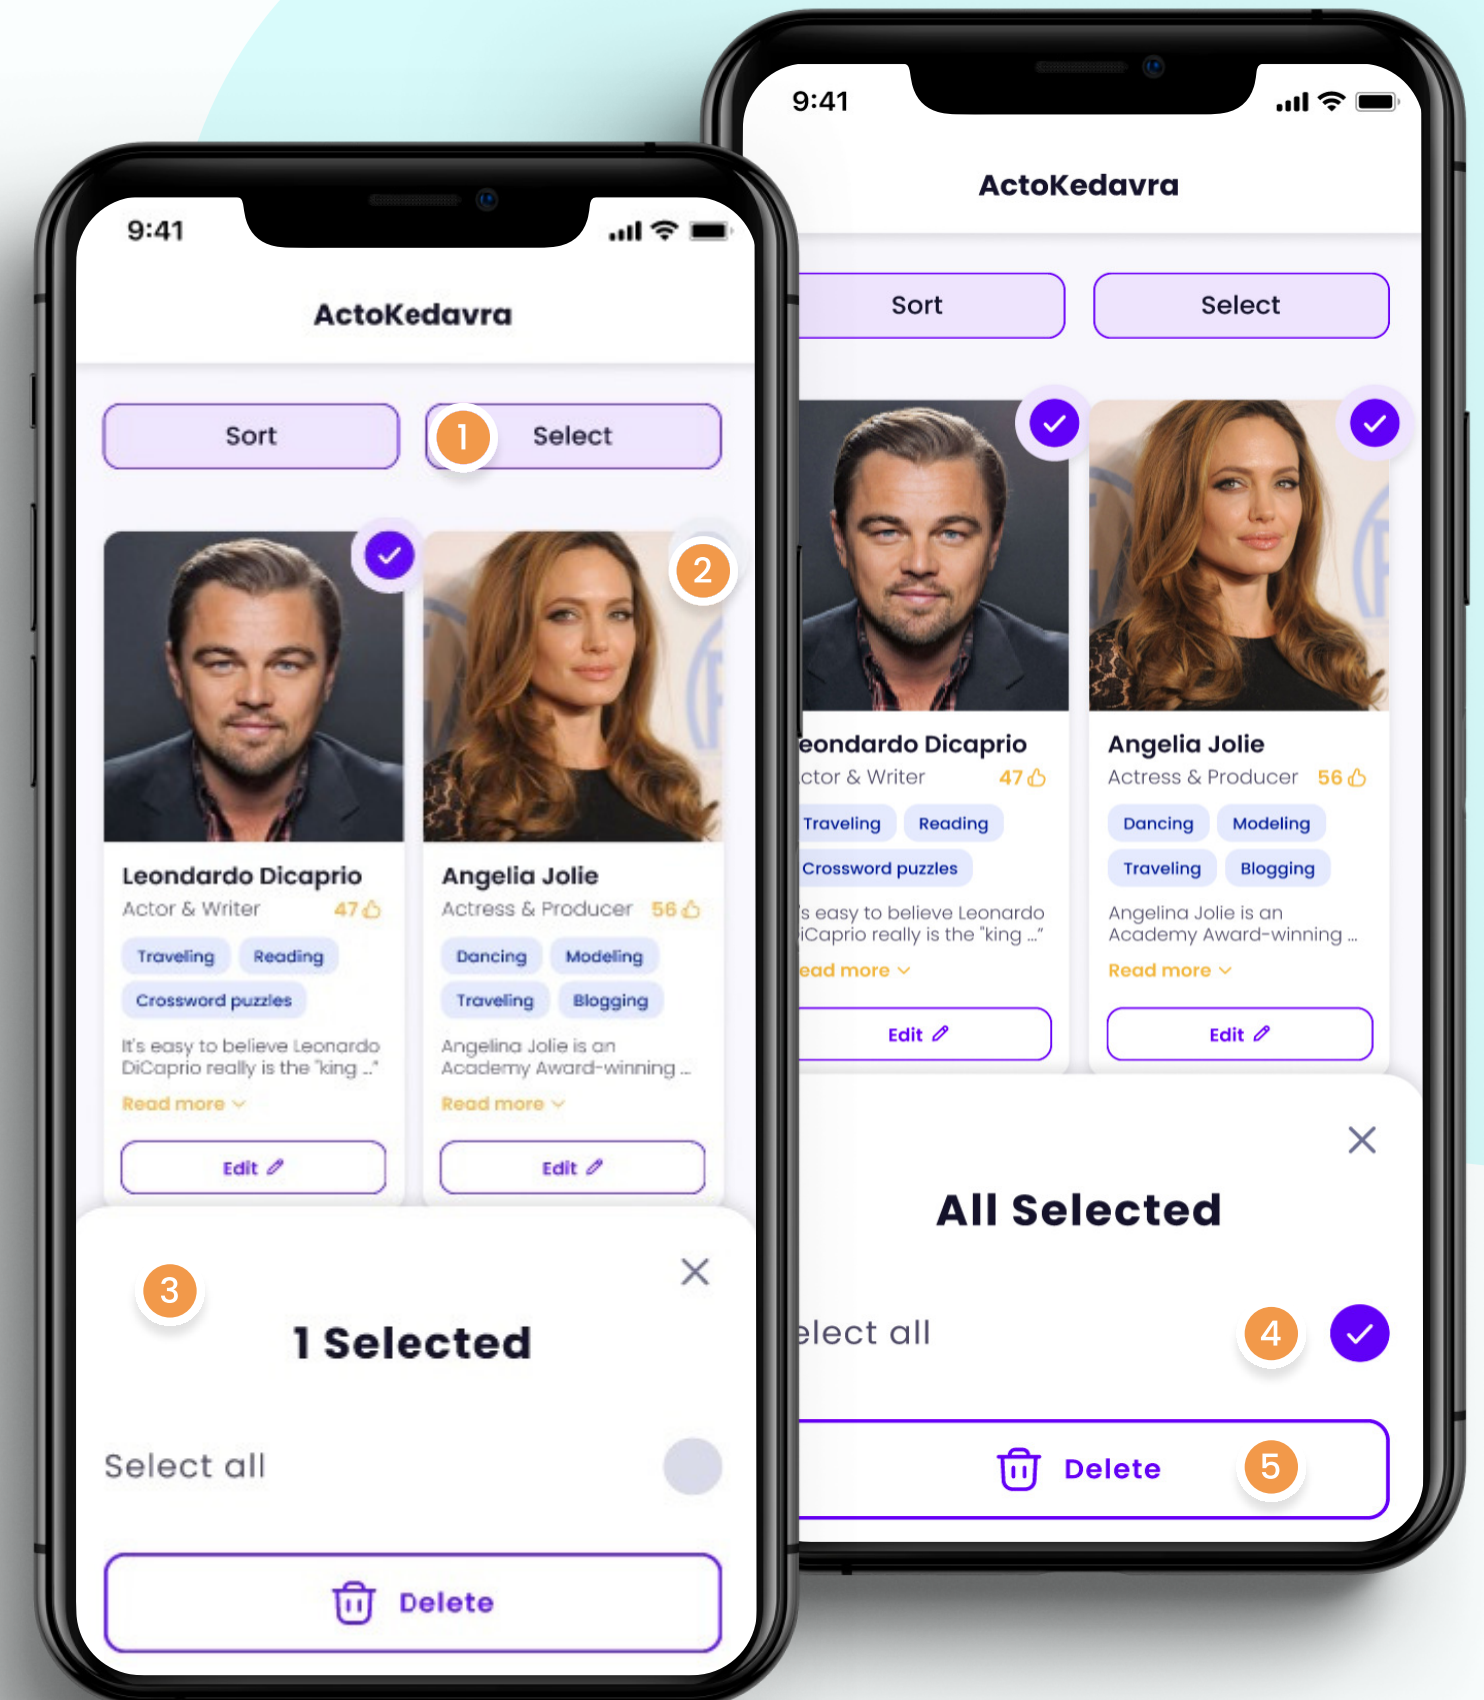 9:41
ActoKedavra
Sort
1
Select
2
Leondardo Dicaprio
Actor & Writer 47
Traveling Reading
Crossword puzzles
It's easy to believe Leonardo
DiCaprio really is the "king ..."
Read more
Edit
Angelia Jolie
Actress & Producer 56
Dancing Modeling
Traveling Blogging
Angelina Jolie is an
Academy Award-winning ...
Read more
Edit
3
1 Selected
Select all
Delete
9:41
ActoKedavra
Sort
Select
eondardo Dicaprio
ctor & Writer 47
Traveling Reading
Crossword puzzles
's easy to believe Leonardo
iCaprio really is the "king ..."
ead more
Edit
Angelia Jolie
Actress & Producer 56
Dancing Modeling
Traveling Blogging
Angelina Jolie is an
Academy Award-winning ...
Read more
Edit
All Selected
elect all
4
Delete
5